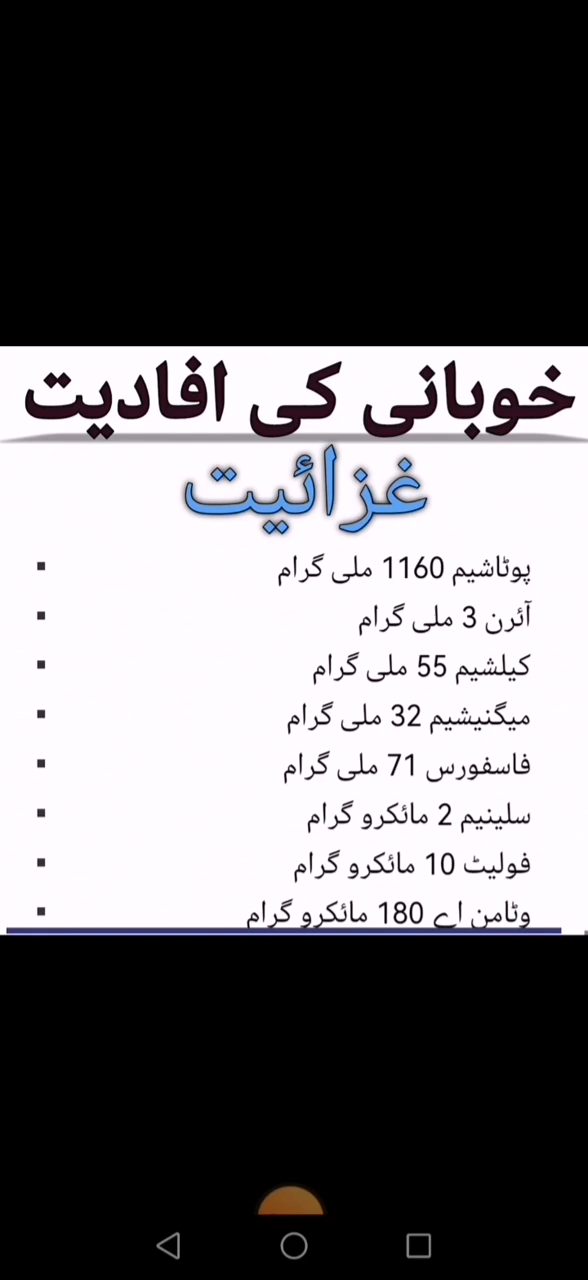 خوبانی کی افادیت
غزائیت
پوٹاشیم 1160 ملی گرام
آئرن 3 ملی گرام
کیلشیم 55 ملی گرام
میگنیشیم 32 ملی گرام
فاسفورس 71 ملی گرام
سلینیم 2 مائکرو گرام
فولیٹ 10 مائکرو گرام
وٹامن اے 180 مائکرو گرام